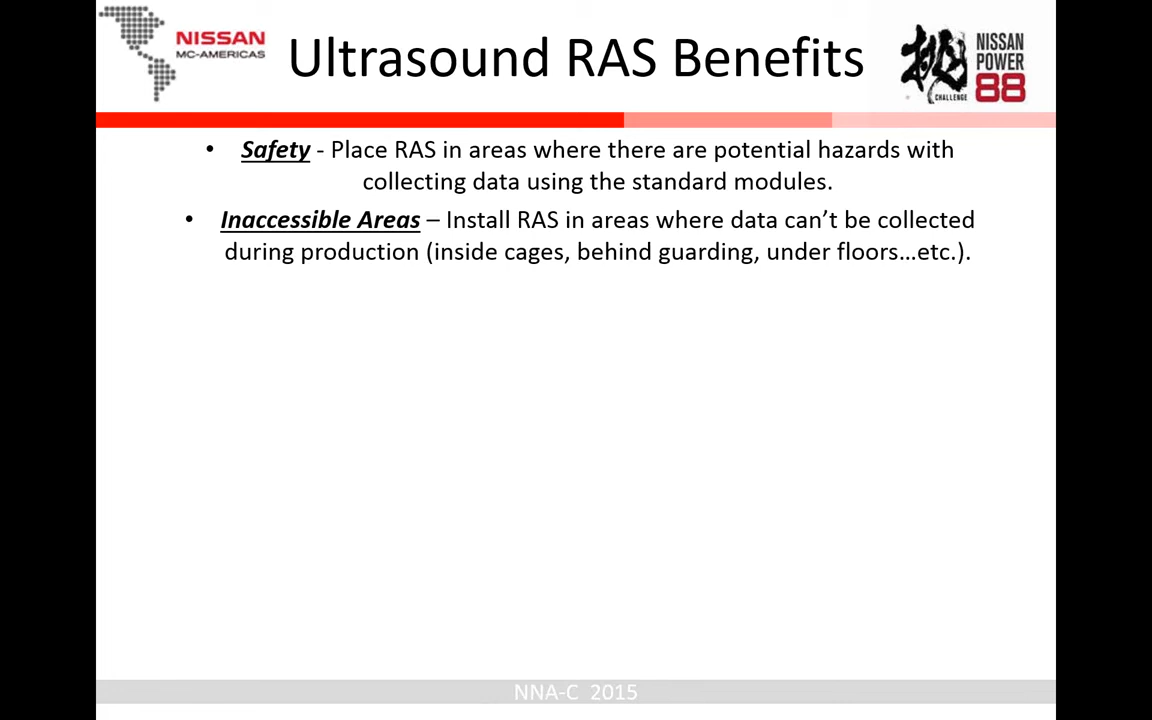 NISSAN
MC-AMERICAS
Ultrasound RAS Benefits
挑
CHALLENGE
NISSAN
POWER
88
• Safety - Place RAS in areas where there are potential hazards with
collecting data using the standard modules.
• Inaccessible Areas – Install RAS in areas where data can’t be collected
during production (inside cages, behind guarding, under floors…etc.).
NNA-C 2015